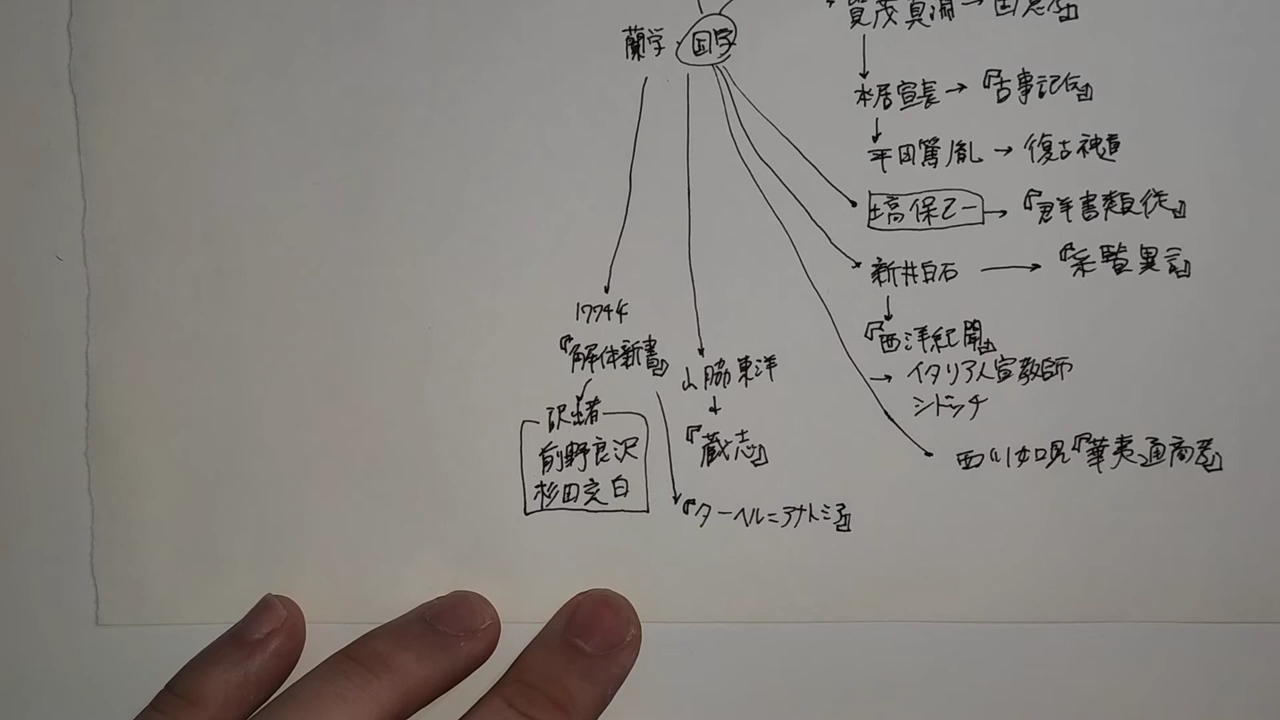 賀茂真淵→国意考
蘭学 国学
本居宣長→『古事記伝』
平田篤胤→復古神道
塙保己一→『群書類従』
新井白石→『采覧異言』
『西洋紀聞』
→イタリア人宣教師
シドッチ
西川如見『華夷通商考』
1774年
『解体新書』
訳者
前野良沢
杉田玄白
山脇東洋
↓
『蔵志』
『ターヘル=アナトミア』